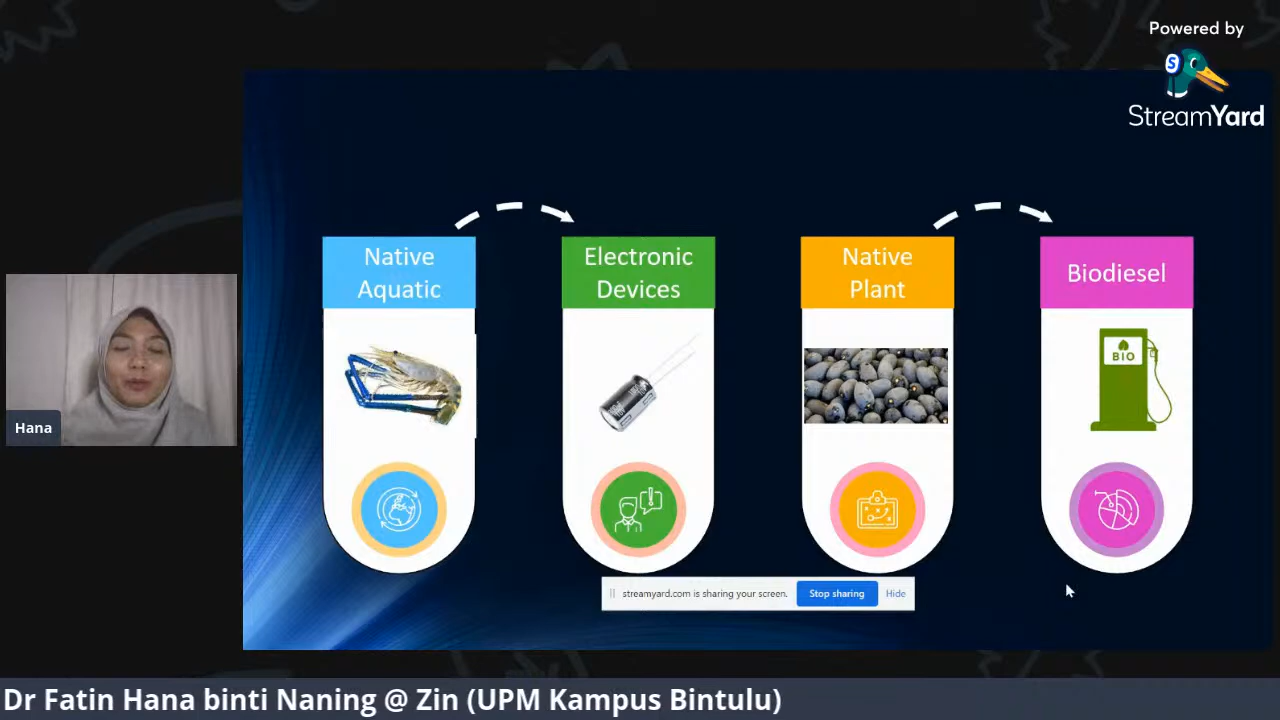 Powered by
StreamYard
Native
Aquatic
Electronic
Devices
Native
Plant
Biodiesel
BIO
Hana
streamyard.com is sharing your screen.
Stop sharing
Hide
Dr Fatin Hana binti Naning @ Zin (UPM Kampus Bintulu)